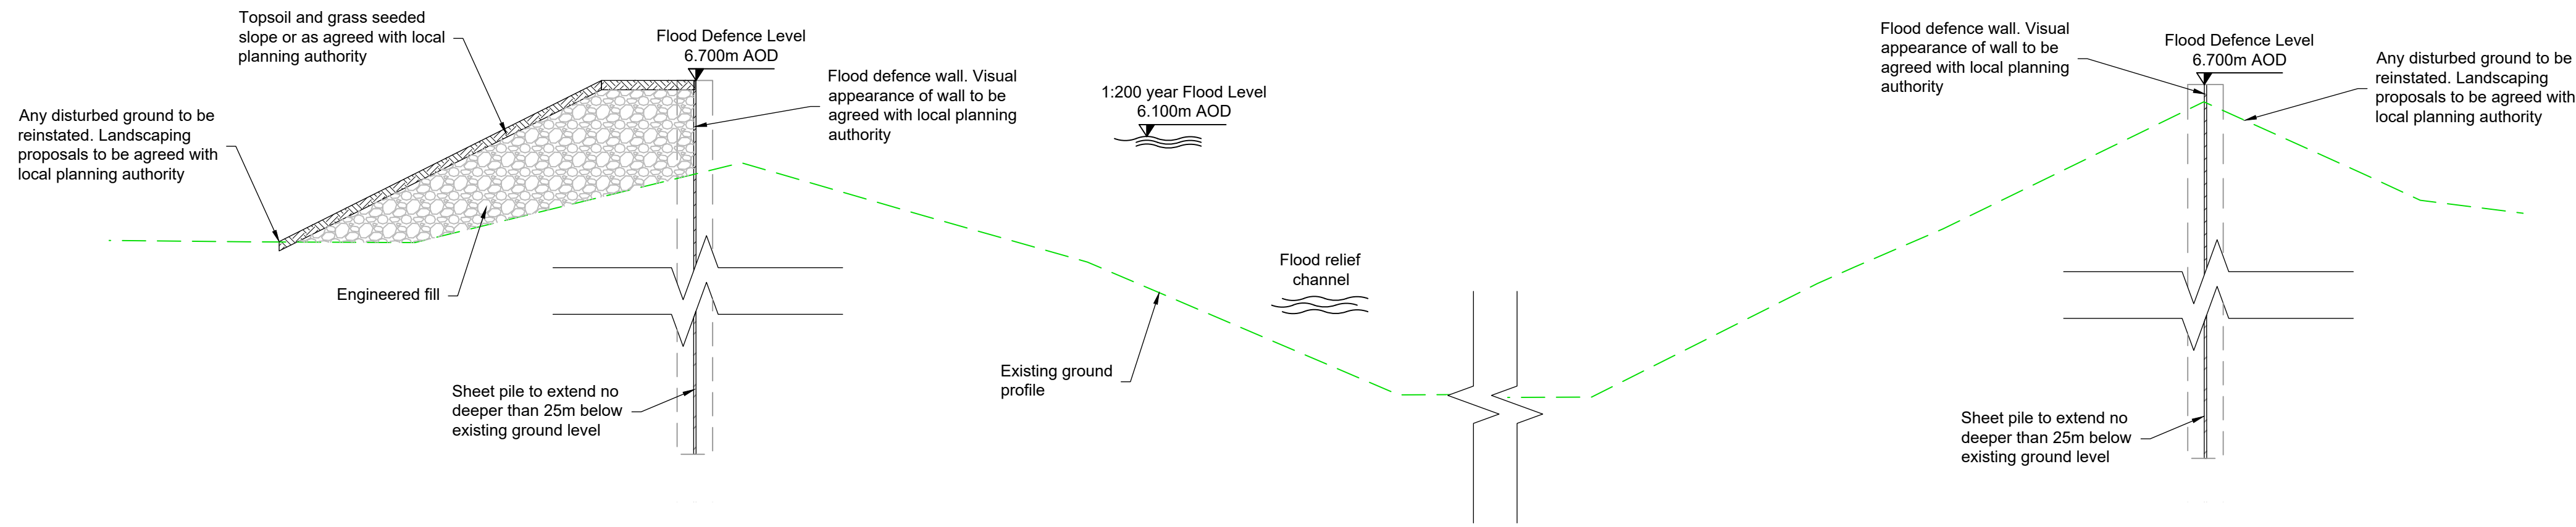 Topsoil and grass seeded
slope or as agreed with local
planning authority
Any disturbed ground to be
reinstated. Landscaping
proposals to be agreed with
local planning authority
Engineered fill
Flood Defence Level
6.700m AOD
Flood defence wall. Visual
appearance of wall to be
agreed with local planning
authority
Sheet pile to extend no
deeper than 25m below
existing ground level
1:200 year Flood Level
6.100m AOD
Flood relief
channel
Existing ground
profile
Flood defence wall. Visual
appearance of wall to be
agreed with local planning
authority
Flood Defence Level
6.700m AOD
Any disturbed ground to be
reinstated. Landscaping
proposals to be agreed with
local planning authority
Sheet pile to extend no
deeper than 25m below
existing ground level